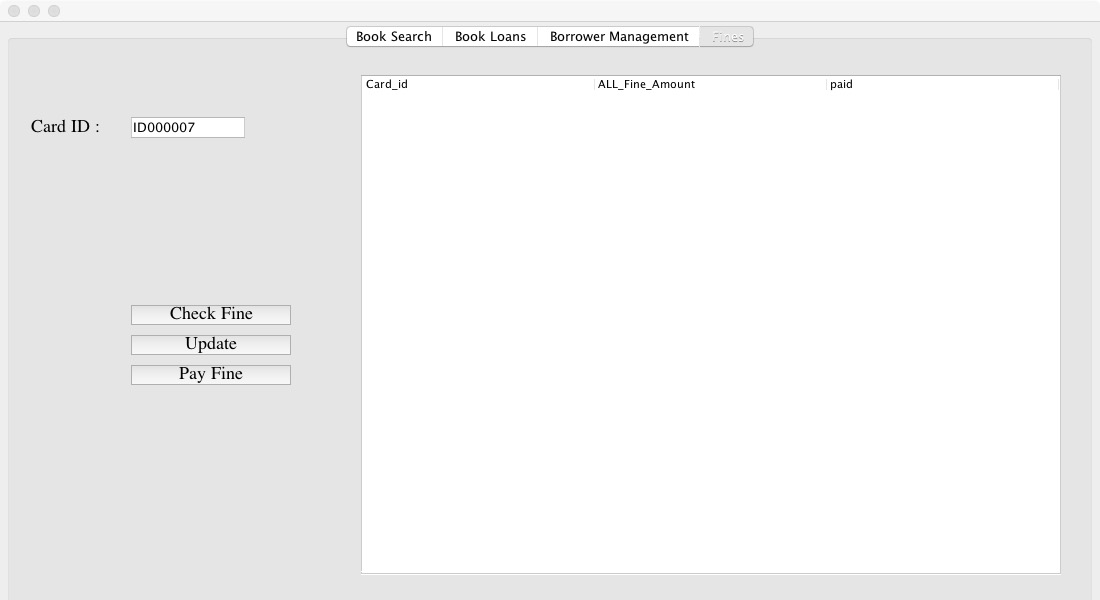 Book Search Book Loans Borrower Management Fines
Card_id ALL_Fine_Amount paid
Card ID : ID000007
Check Fine
Update
Pay Fine